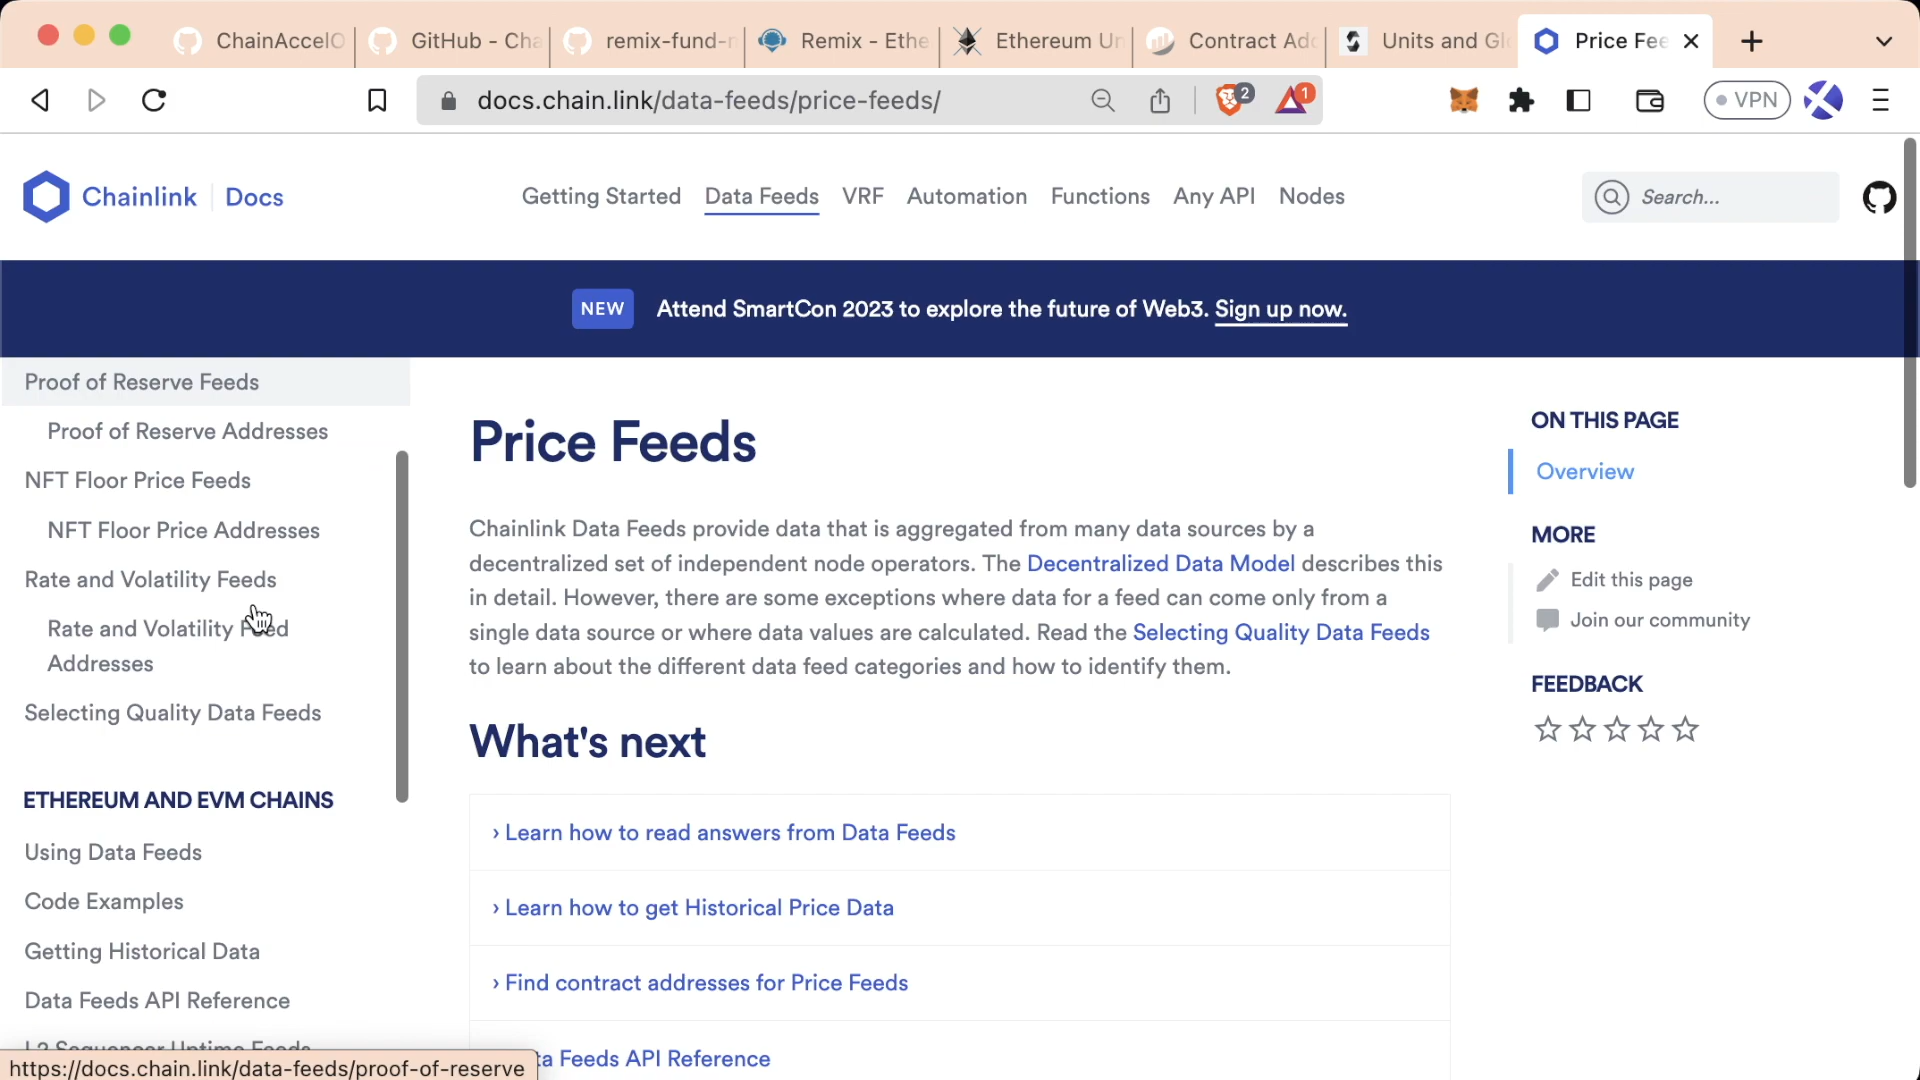 ChainAccelO
GitHub - Cha
remix-fund-
Remix - Ethe
Ethereum Un
Contract Add
Units and Glo
Price Fee
docs.chain.link/data-feeds/price-feeds/
2
1
VPN
Chainlink Docs
Getting Started
Data Feeds
VRF
Automation
Functions
Any API
Nodes
Search...
NEW
Attend SmartCon 2023 to explore the future of Web3. Sign up now.
Proof of Reserve Feeds
Proof of Reserve Addresses
NFT Floor Price Feeds
NFT Floor Price Addresses
Rate and Volatility Feeds
Rate and Volatility Feed
Addresses
Selecting Quality Data Feeds
ETHEREUM AND EVM CHAINS
Using Data Feeds
Code Examples
Getting Historical Data
Data Feeds API Reference
L2 Sequencer Uptime Feeds
https://docs.chain.link/data-feeds/proof-of-reserve
Price Feeds
Chainlink Data Feeds provide data that is aggregated from many data sources by a
decentralized set of independent node operators. The Decentralized Data Model describes this
in detail. However, there are some exceptions where data for a feed can come only from a
single data source or where data values are calculated. Read the Selecting Quality Data Feeds
to learn about the different data feed categories and how to identify them.
What's next
› Learn how to read answers from Data Feeds
› Learn how to get Historical Price Data
› Find contract addresses for Price Feeds
ta Feeds API Reference
ON THIS PAGE
Overview
MORE
Edit this page
Join our community
FEEDBACK